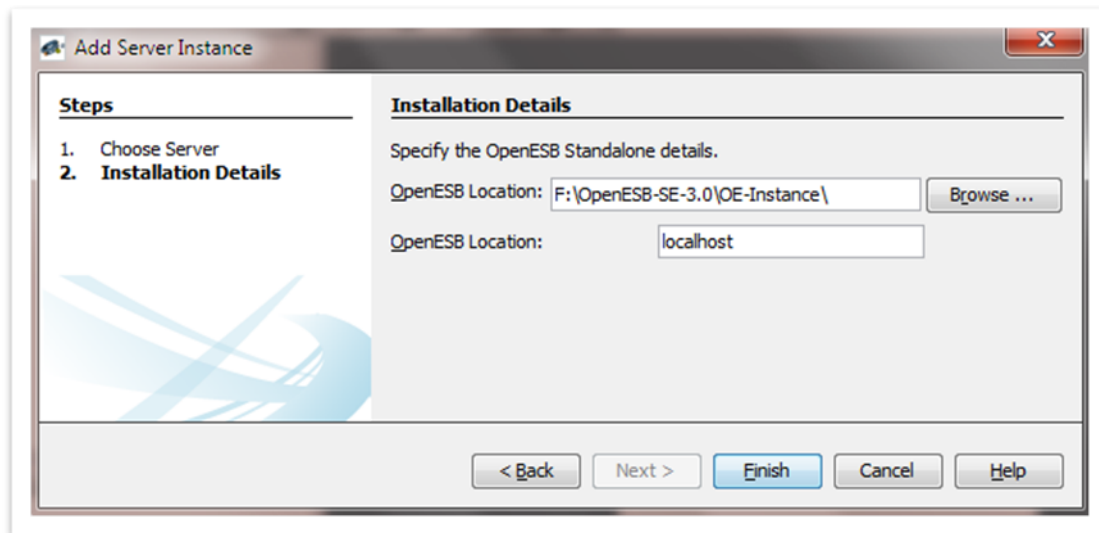 Add Server Instance
Steps
1. Choose Server
2. Installation Details
Installation Details
Specify the OpenESB Standalone details.
OpenESB Location: F:\OpenESB-SE-3.0\OE-Instance\ Browse ...
OpenESB Location: localhost
< Back Next > Finish Cancel Help